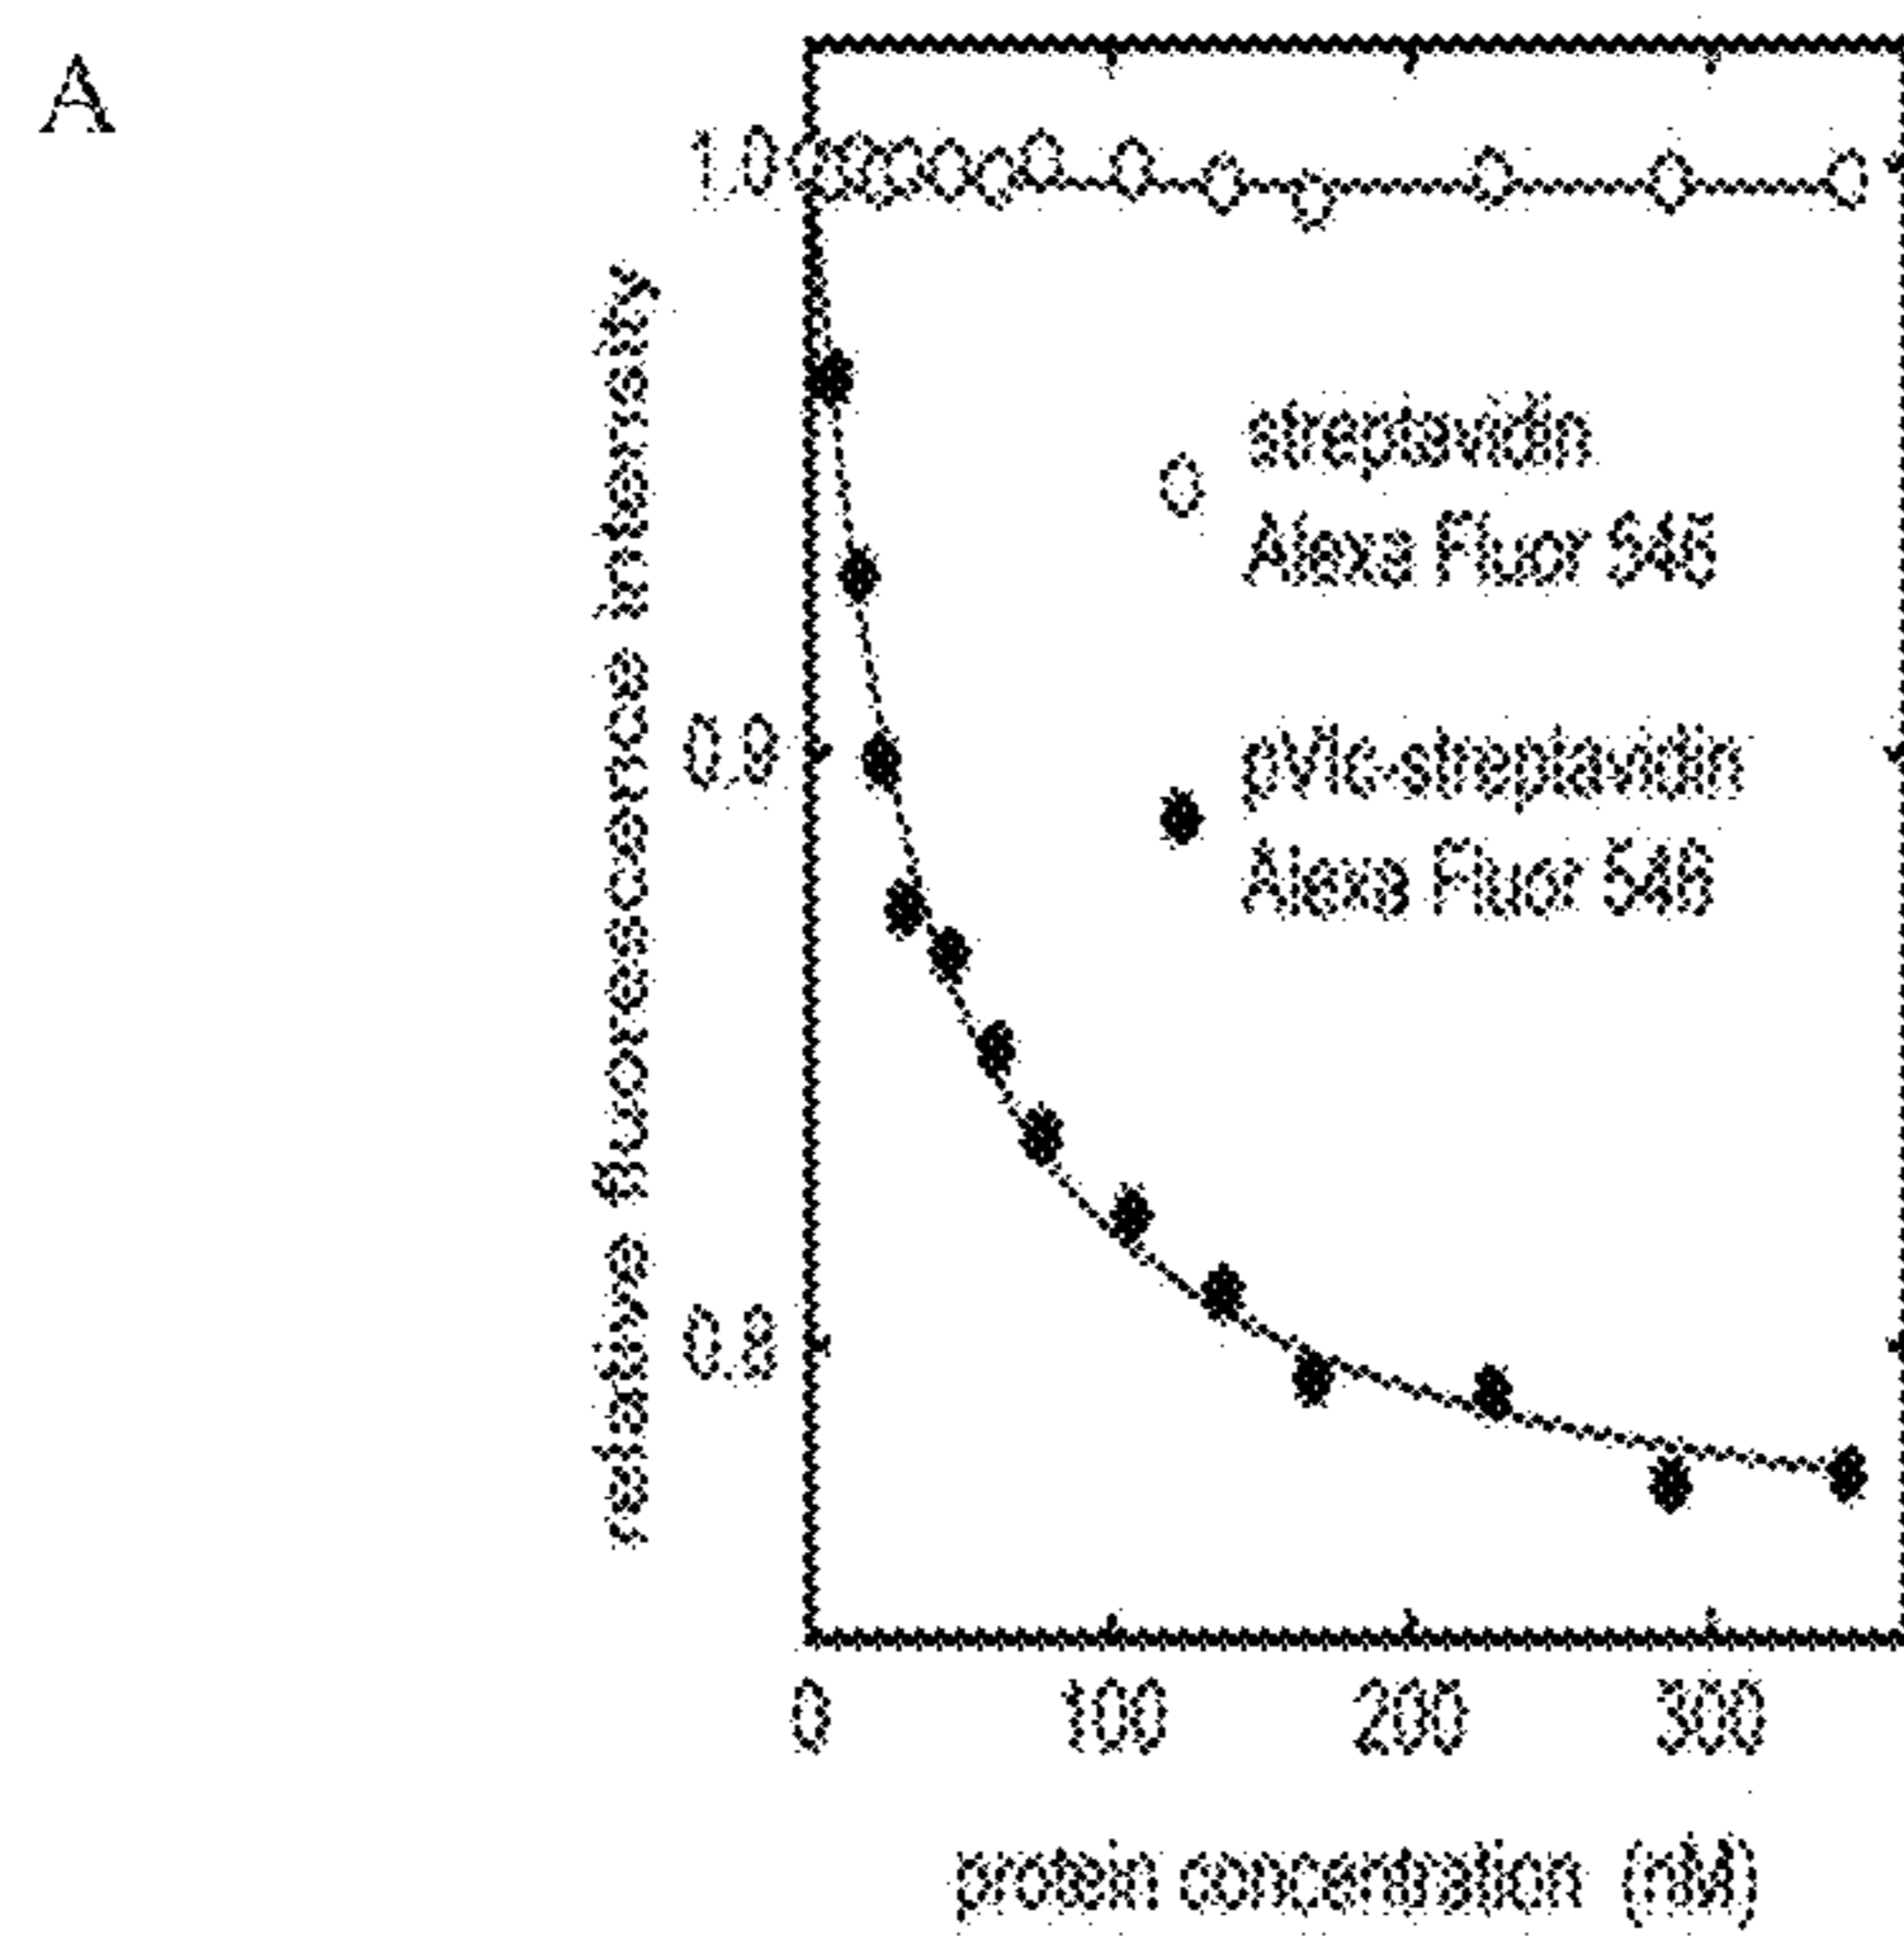 A
1.0
relative fluorescence intensity
streptavidin
Alexa Fluor 546
0.9
pVIc-streptavidin
Alexa Fluor 546
0.8
0 100 200 300
protein concentration (nM)